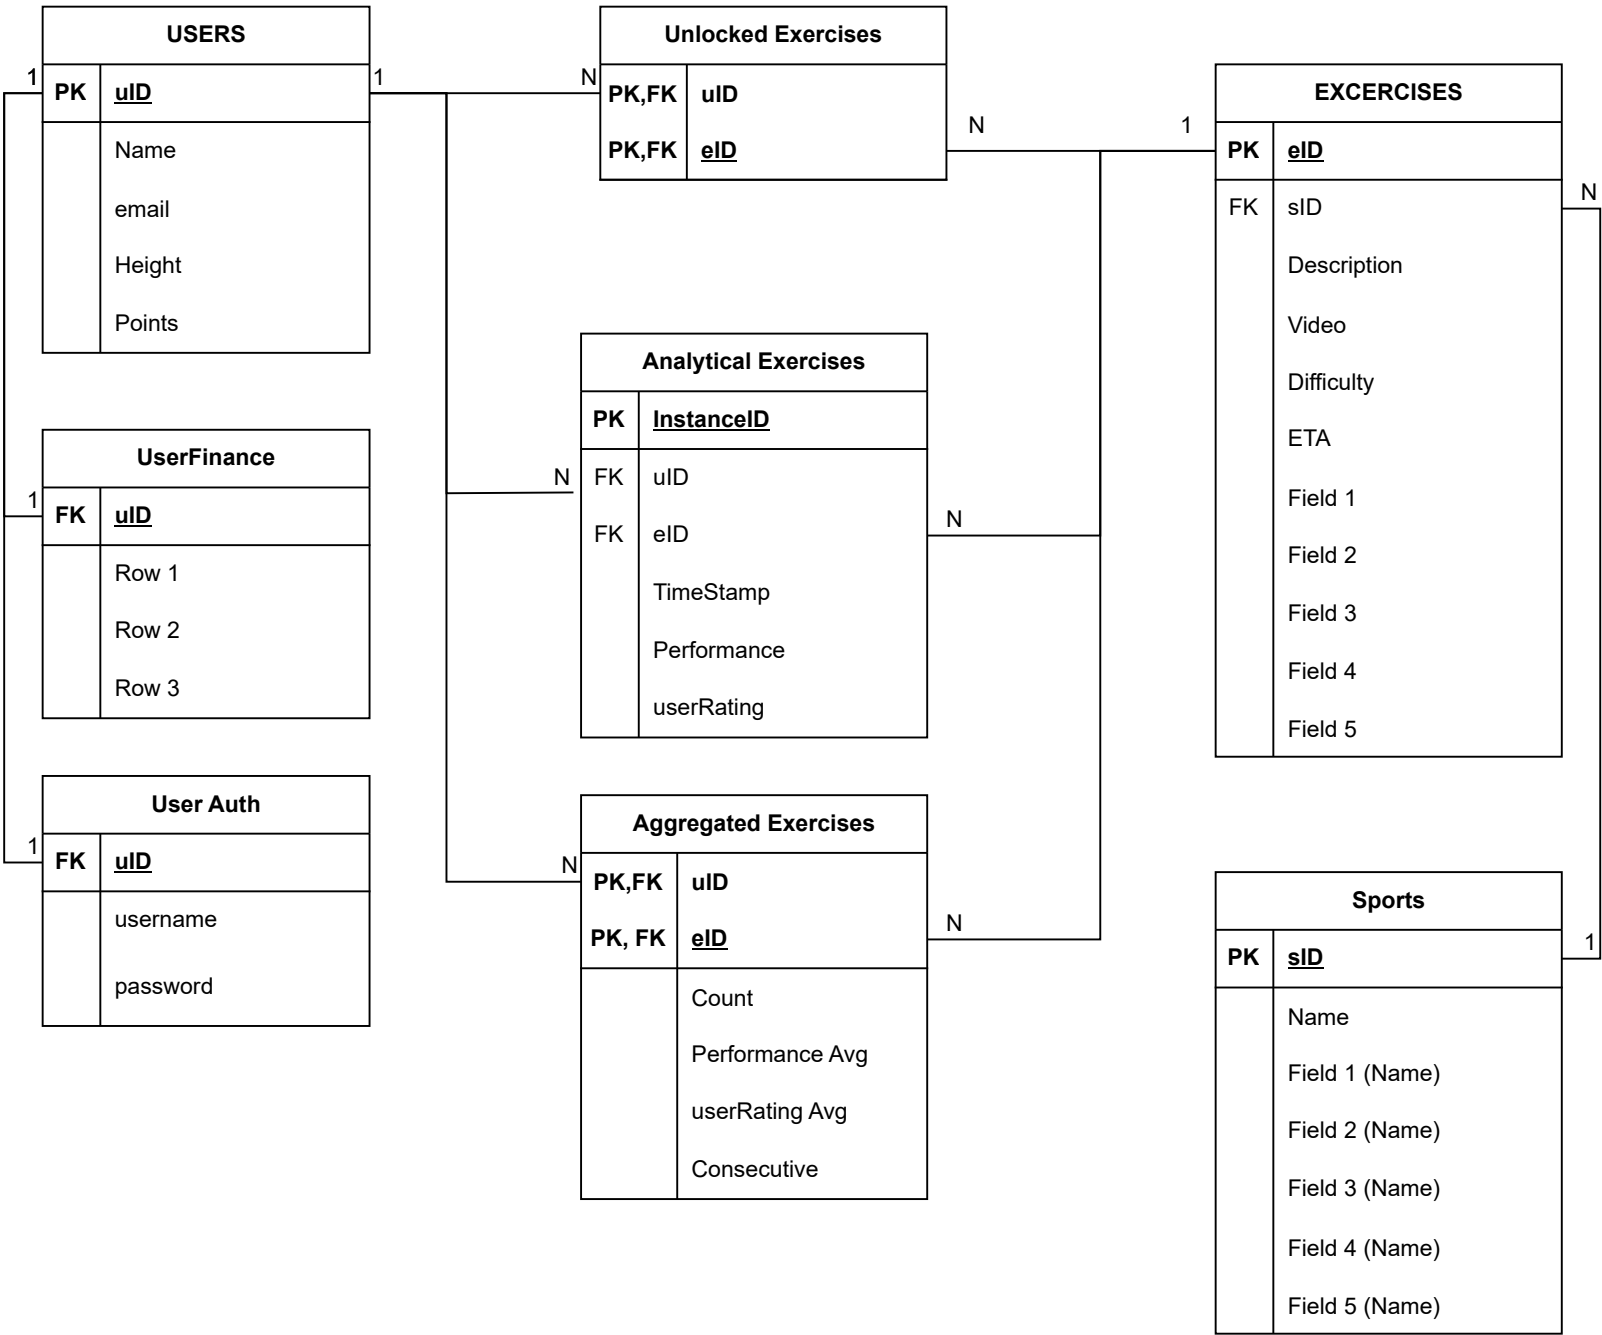 USERS
1
PK uID
1
Name
email
Height
Points
UserFinance
1
FK uID
Row 1
Row 2
Row 3
User Auth
1
FK uID
username
password
Unlocked Exercises
N
PK,FK uID
PK,FK eID
N
1
Analytical Exercises
PK InstanceID
N
FK uID
FK eID
N
TimeStamp
Performance
userRating
Aggregated Exercises
N
PK,FK uID
PK, FK eID
N
Count
Performance Avg
userRating Avg
Consecutive
EXCERCISES
PK eID
N
FK sID
Description
Video
Difficulty
ETA
Field 1
Field 2
Field 3
Field 4
Field 5
Sports
1
PK sID
Name
Field 1 (Name)
Field 2 (Name)
Field 3 (Name)
Field 4 (Name)
Field 5 (Name)